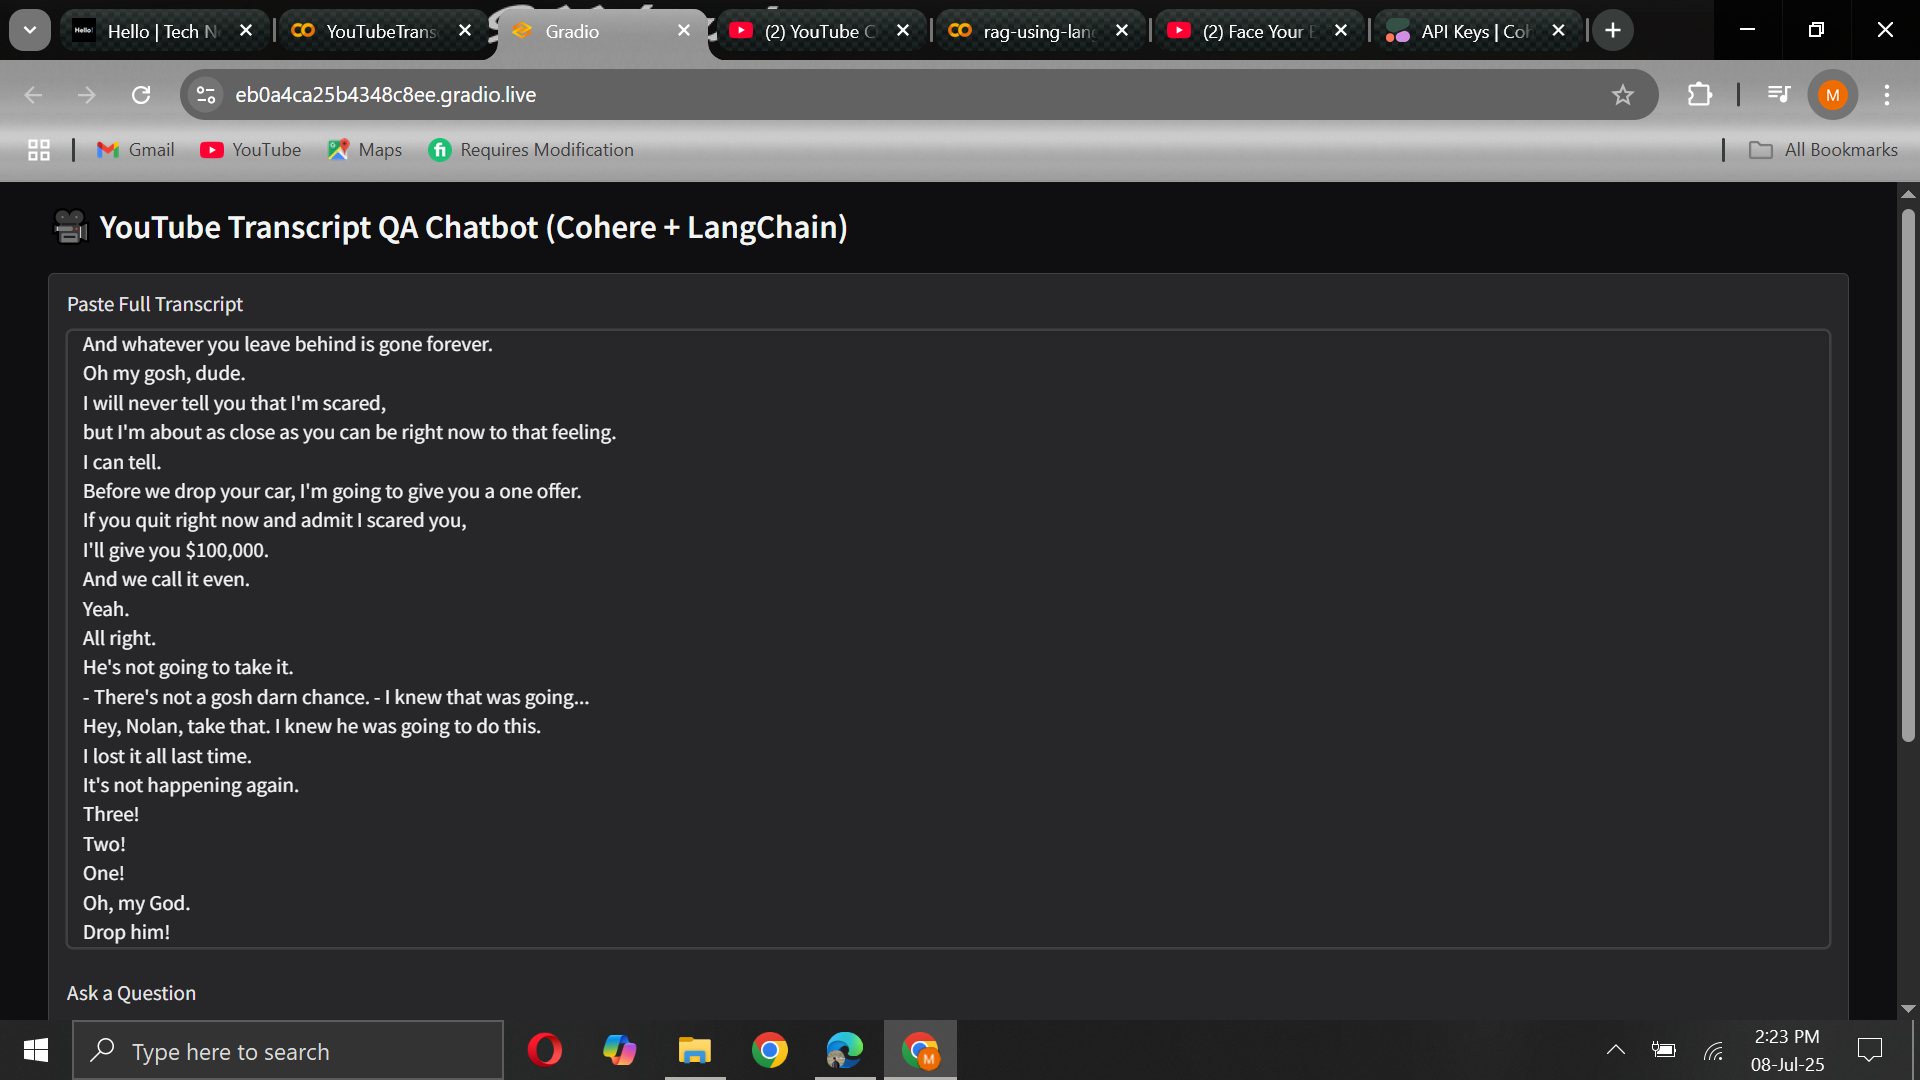 Hello!
Hello | Tech N
YouTubeTrans
Gradio
(2) YouTube C
rag-using-lan
(2) Face Your
API Keys | Co
eb0a4ca25b4348c8ee.gradio.live
M
Gmail
YouTube
Maps
fi
Requires Modification
All Bookmarks
YouTube Transcript QA Chatbot (Cohere + LangChain)
Paste Full Transcript
And whatever you leave behind is gone forever.
Oh my gosh, dude.
I will never tell you that I'm scared,
but I'm about as close as you can be right now to that feeling.
I can tell.
Before we drop your car, I'm going to give you a one offer.
If you quit right now and admit I scared you,
I'll give you $100,000.
And we call it even.
Yeah.
All right.
He's not going to take it.
- There's not a gosh darn chance. - I knew that was going...
Hey, Nolan, take that. I knew he was going to do this.
I lost it all last time.
It's not happening again.
Three!
Two!
One!
Oh, my God.
Drop him!
Ask a Question
Type here to search
M
2:23 PM
08-Jul-25